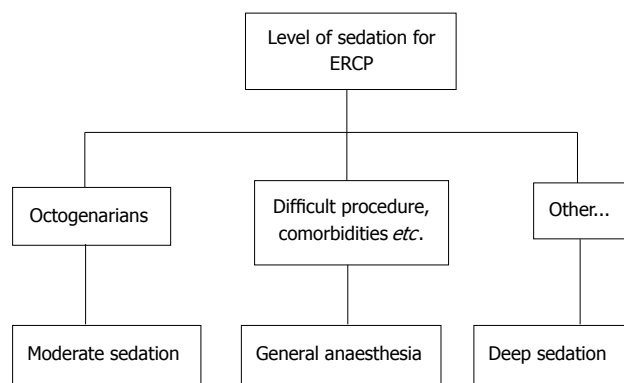 Level of sedation for
ERCP
Octogenarians
Difficult procedure,
comorbidities etc.
Other...
Moderate sedation
General anaesthesia
Deep sedation